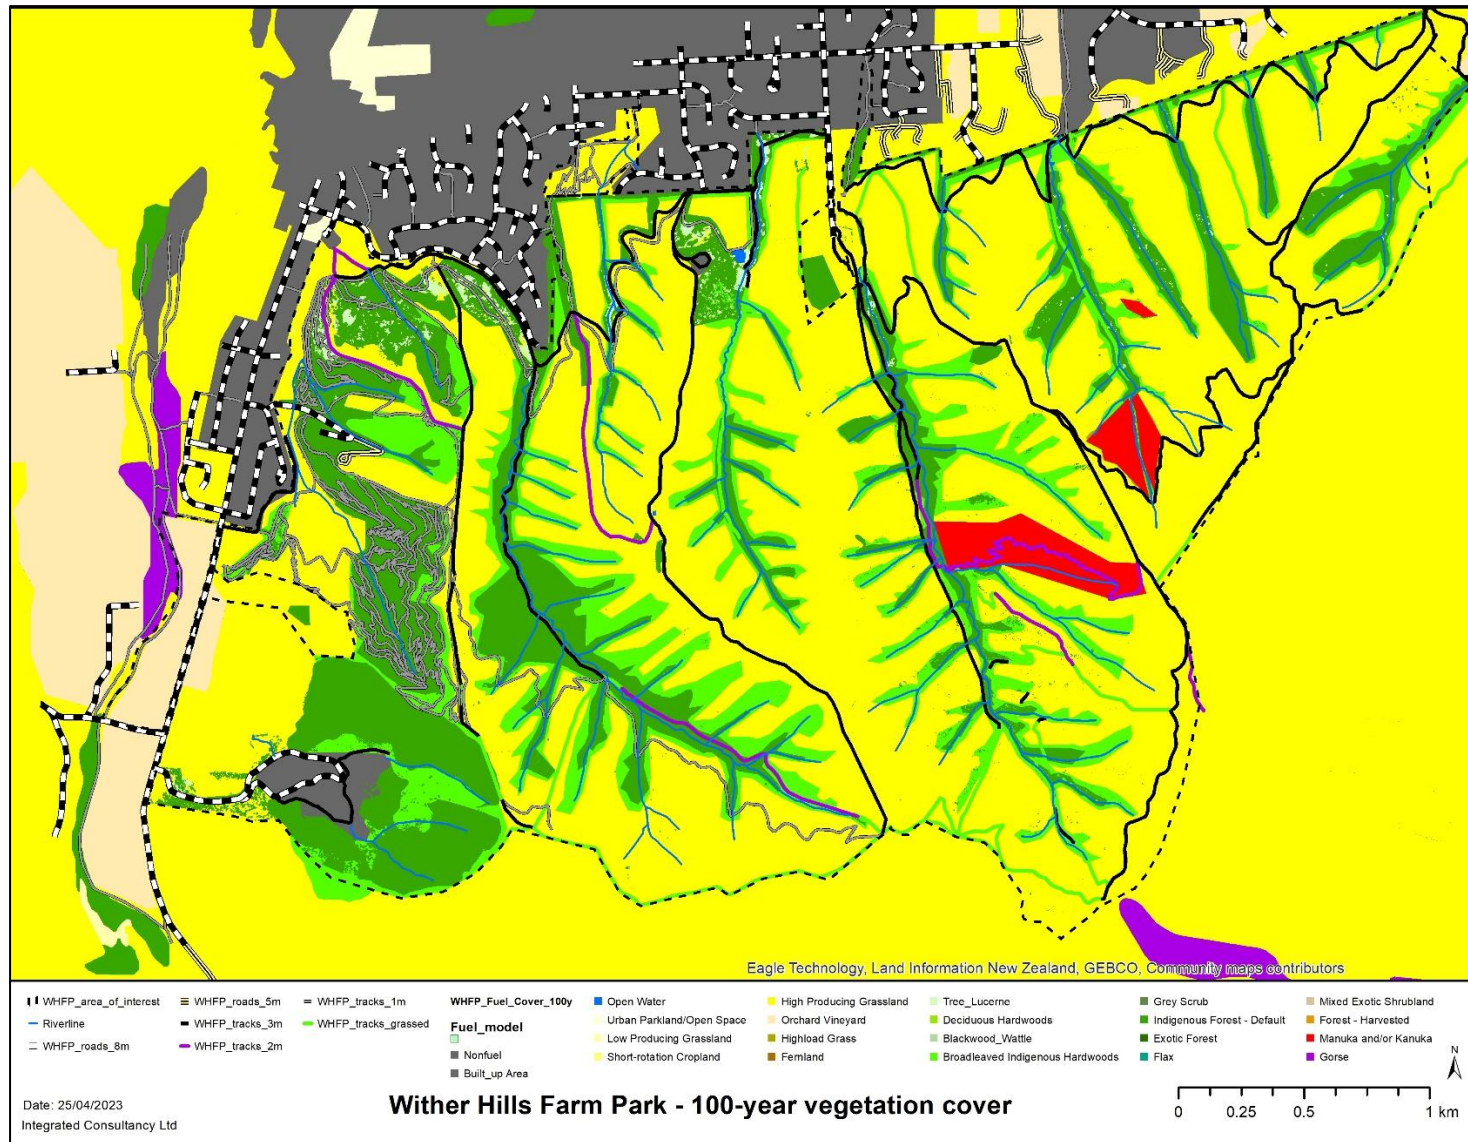 Eagle Technology, Land Information New Zealand, GEBCO, Community maps contributors
WHFP_area_of_interest
Riverline
WHFP_roads_8m
WHFP_roads_5m
WHFP_tracks_3m
WHFP_tracks_2m
WHFP_tracks_1m
WHFP_tracks_grassed
WHFP_Fuel_Cover_100y
Fuel_model
Nonfuel
Built_up Area
Open Water
Urban Parkland/Open Space
Low Producing Grassland
Short-rotation Cropland
High Producing Grassland
Orchard Vineyard
Highload Grass
Fernland
Tree_Lucerne
Deciduous Hardwoods
Blackwood_Wattle
Broadleaved Indigenous Hardwoods
Grey Scrub
Indigenous Forest - Default
Exotic Forest
Flax
Mixed Exotic Shrubland
Forest - Harvested
Manuka and/or Kanuka
Gorse
N
Date: 25/04/2023
Integrated Consultancy Ltd
Wither Hills Farm Park - 100-year vegetation cover
0 0.25 0.5 1 km